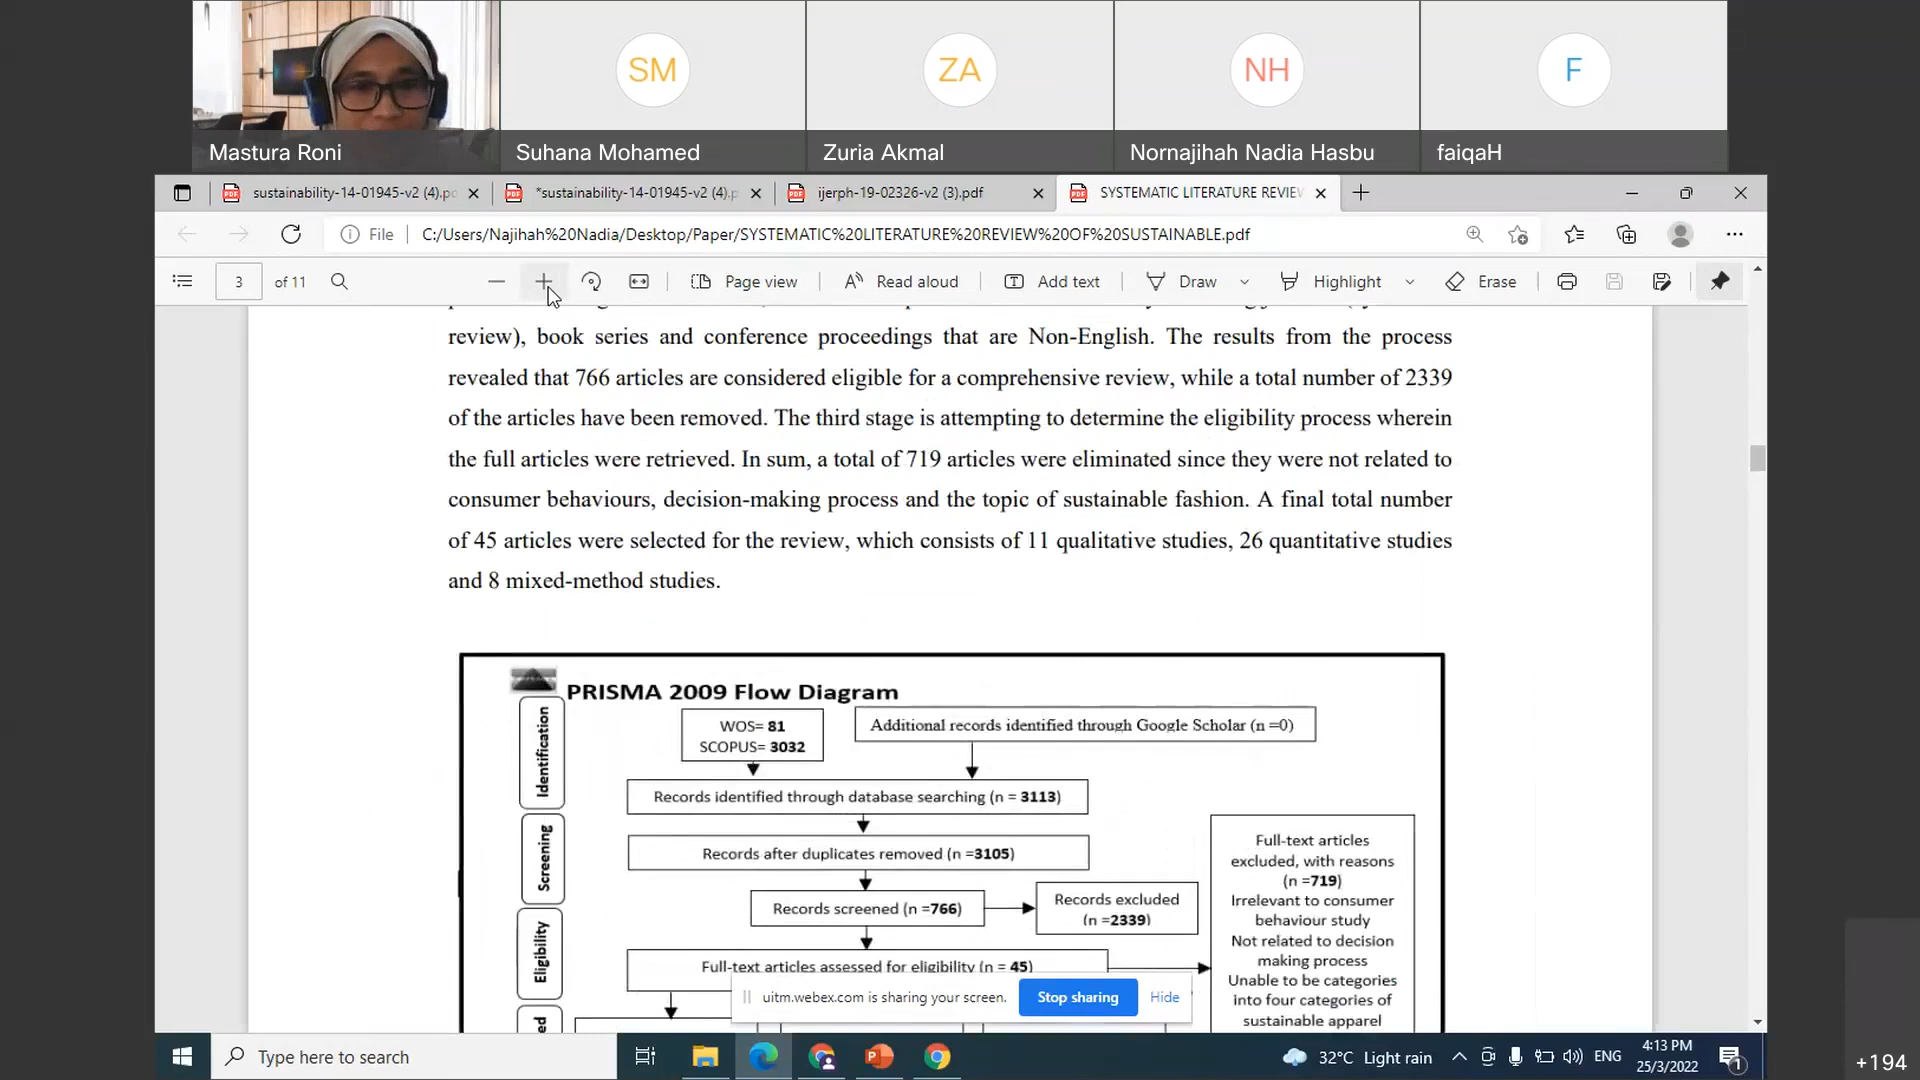 SM
ZA
NH
F
Mastura Roni
Suhana Mohamed
Zuria Akmal
Nornajihah Nadia Hasbu
faiqaH
sustainability-14-01945-v2 (4).p
*sustainability-14-01945-v2 (4).p
ijerph-19-02326-v2 (3).pdf
SYSTEMATIC LITERATURE REVIEW
File
C:/Users/Najihah%20Nadia/Desktop/Paper/SYSTEMATIC%20LITERATURE%20REVIEW%20OF%20SUSTAINABLE.pdf
3 of 11
Page view
Read aloud
Add text
Draw
Highlight
Erase
review), book series and conference proceedings that are Non-English. The results from the process
revealed that 766 articles are considered eligible for a comprehensive review, while a total number of 2339
of the articles have been removed. The third stage is attempting to determine the eligibility process wherein
the full articles were retrieved. In sum, a total of 719 articles were eliminated since they were not related to
consumer behaviours, decision-making process and the topic of sustainable fashion. A final total number
of 45 articles were selected for the review, which consists of 11 qualitative studies, 26 quantitative studies
and 8 mixed-method studies.
PRISMA 2009 Flow Diagram
Identification
WOS= 81
SCOPUS= 3032
Additional records identified through Google Scholar (n =0)
Records identified through database searching (n = 3113)
Screening
Records after duplicates removed (n =3105)
Records screened (n =766)
Records excluded
(n =2339)
Eligibility
Full-text articles assessed for eligibility (n = 45)
Full-text articles
excluded, with reasons
(n =719)
Irrelevant to consumer
behaviour study
Not related to decision
making process
Unable to be categories
into four categories of
sustainable apparel
ed
uitm.webex.com is sharing your screen.
Stop sharing
Hide
Type here to search
32°C Light rain
ENG
4:13 PM
25/3/2022
1
+194